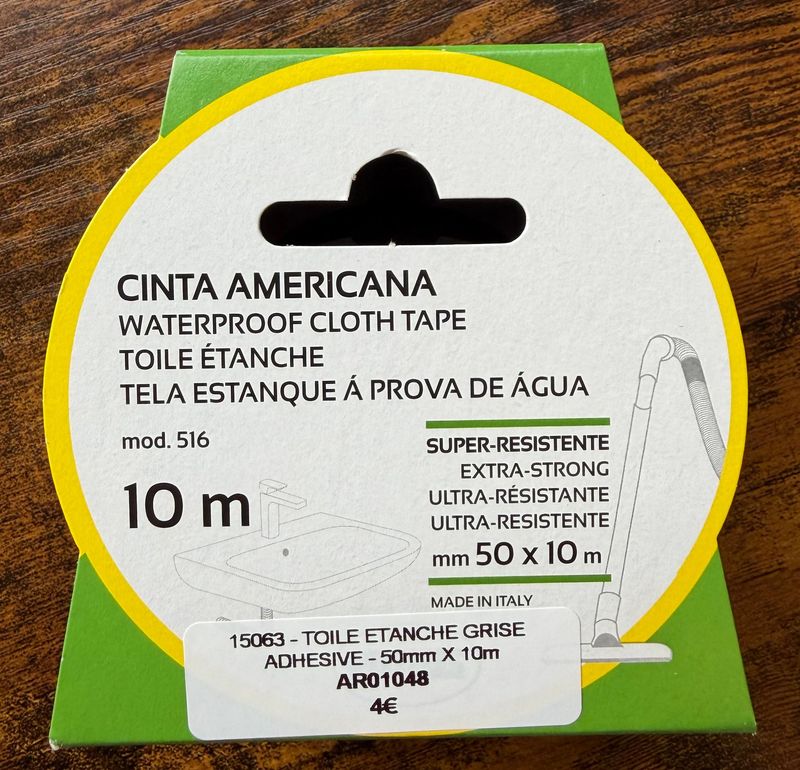 CINTA AMERICANA
WATERPROOF CLOTH TAPE
TOILE ÉTANCHE
TELA ESTANQUE Á PROVA DE ÁGUA
mod. 516
10 m
SUPER-RESISTENTE
EXTRA-STRONG
ULTRA-RÉSISTANTE
ULTRA-RESISTENTE
mm 50 x 10 m
MADE IN ITALY
15063 - TOILE ETANCHE GRISE
ADHESIVE - 50mm X 10m
AR01048
4€